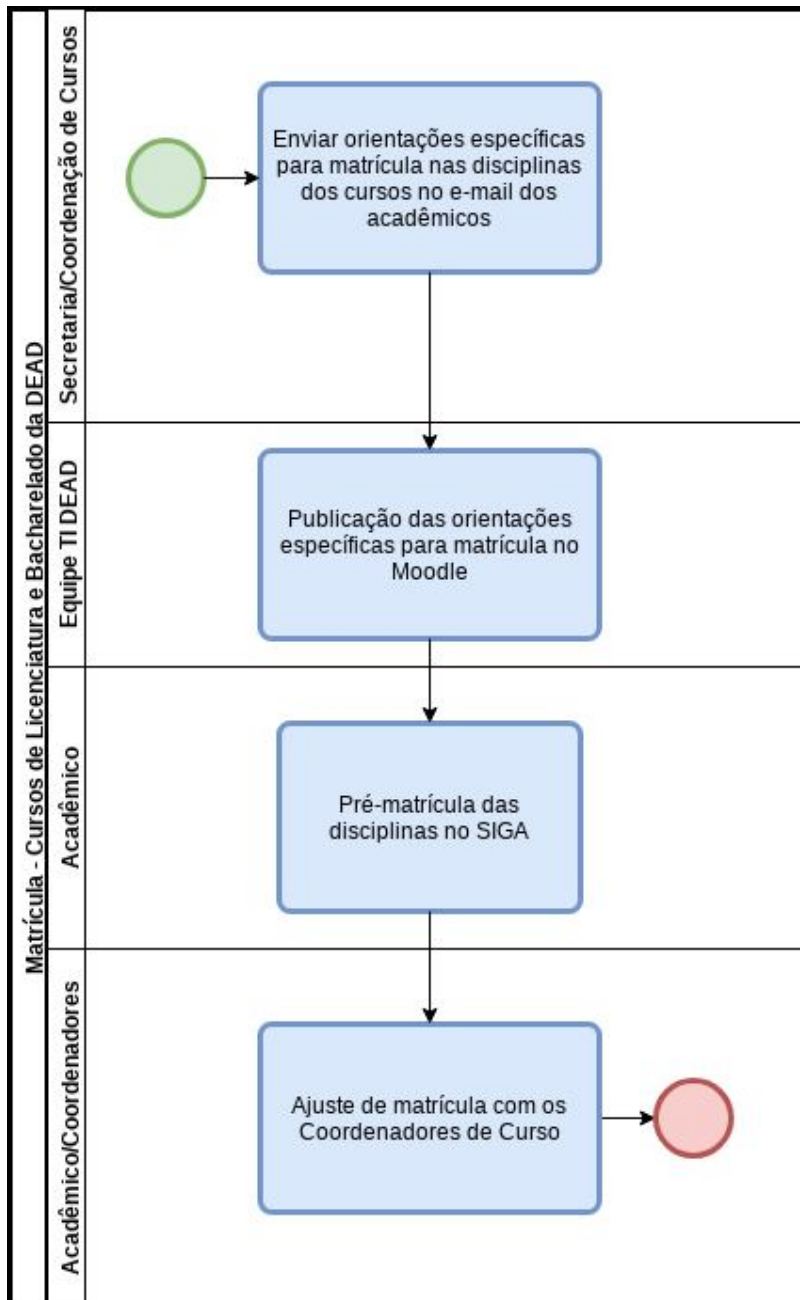 Matrícula - Cursos de Licenciatura e Bacharelado da DEAD
Secretaria/Coordenação de Cursos
Enviar orientações específicas
para matrícula nas disciplinas
dos cursos no e-mail dos
acadêmicos
Equipe TI DEAD
Publicação das orientações
específicas para matrícula no
Moodle
Acadêmico
Pré-matrícula das
disciplinas no SIGA
Acadêmico/Coordenadores
Ajuste de matrícula com os
Coordenadores de Curso